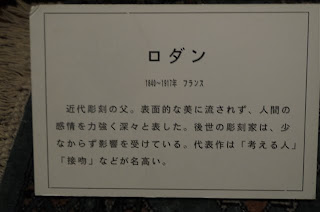 ロダン
1840~1917年 フランス
近代彫刻の父。表面的な美に流されず、人間の
感情を力強く深々と表した。後世の彫刻家は、少
なからず影響を受けている。代表作は「考える人」
「接吻」などが名高い。